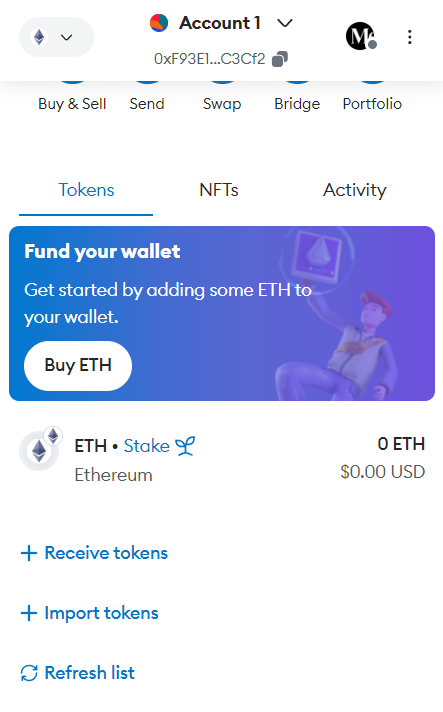 Account 1
0xF93E1...C3Cf2
Buy & Sell Send Swap Bridge Portfolio
Tokens NFTs Activity
Fund your wallet
Get started by adding some ETH to
your wallet.
Buy ETH
ETH • Stake 0 ETH
Ethereum $0.00 USD
+ Receive tokens
+ Import tokens
Refresh list